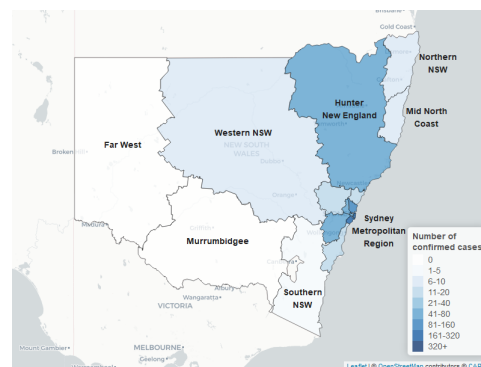 Gold Coast
Northern
NSW
Hunter
New England
Mid North
Coast
Western NSW
NEW SOUTH
WALES
Far West
Broken
Dubbo
Orange
Sydney
Metropolitan
Region
Murrumbidgee
Griffith
Mildura
Albury
Wangaratta
VICTORIA
Southern
NSW
MELBOURNE
Geelong
Mount Gambier
Number of
confirmed cases
0
1-5
6-10
11-20
21-40
41-80
81-160
161-320
320+
Leaflet | © OpenStreetMap contributors ©